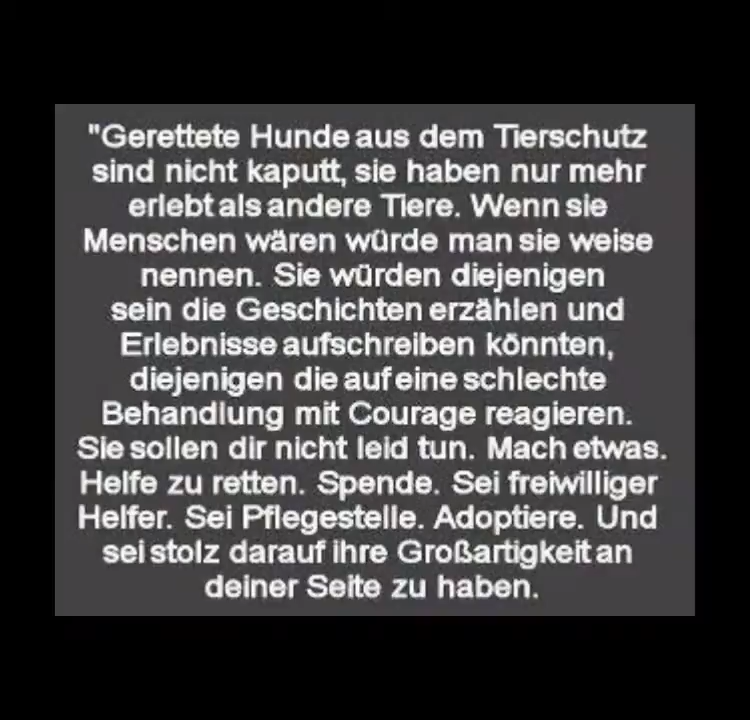 "Gerettete Hunde aus dem Tierschutz
sind nicht kaputt, sie haben nur mehr
erlebt als andere Tiere. Wenn sie
Menschen wären würde man sie weise
nennen. Sie würden diejenigen
sein die Geschichten erzählen und
Erlebnisse aufschreiben könnten,
diejenigen die auf eine schlechte
Behandlung mit Courage reagieren.
Sie sollen dir nicht leid tun. Mach etwas.
Helfe zu retten. Spende. Sei freiwilliger
Helfer. Sei Pflegestelle. Adoptiere. Und
sei stolz darauf ihre Großartigkeit an
deiner Seite zu haben.